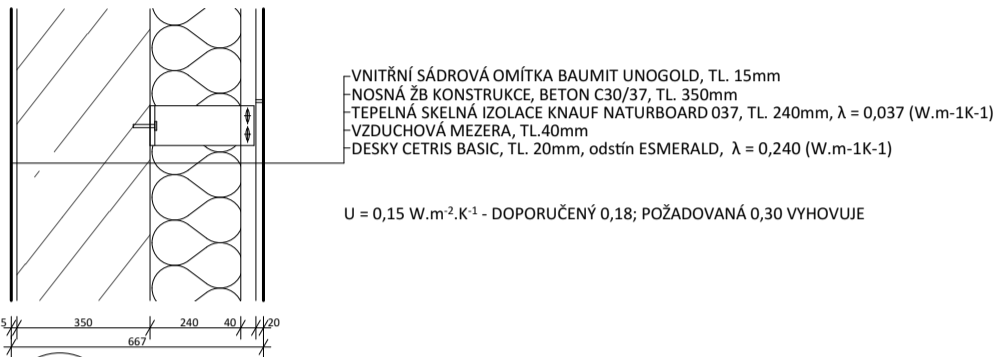 VNITŘNÍ SÁDROVÁ OMÍTKA BAUMIT UNOGOLD, TL. 15mm
NOSNÁ ŽB KONSTRUKCE, BETON C30/37, TL. 350mm
TEPELNÁ SKELNÁ IZOLACE KNAUF NATURBOARD 037, TL. 240mm, λ = 0,037 (W.m-1K-1)
VZDUCHOVÁ MEZERA, TL.40mm
DESKY CETRIS BASIC, TL. 20mm, odstín ESMERALD, λ = 0,240 (W.m-1K-1)
U = 0,15 W.m⁻².K⁻¹ - DOPORUČENÝ 0,18; POŽADOVANÁ 0,30 VYHOVUJE
5 350 240 40 20
667